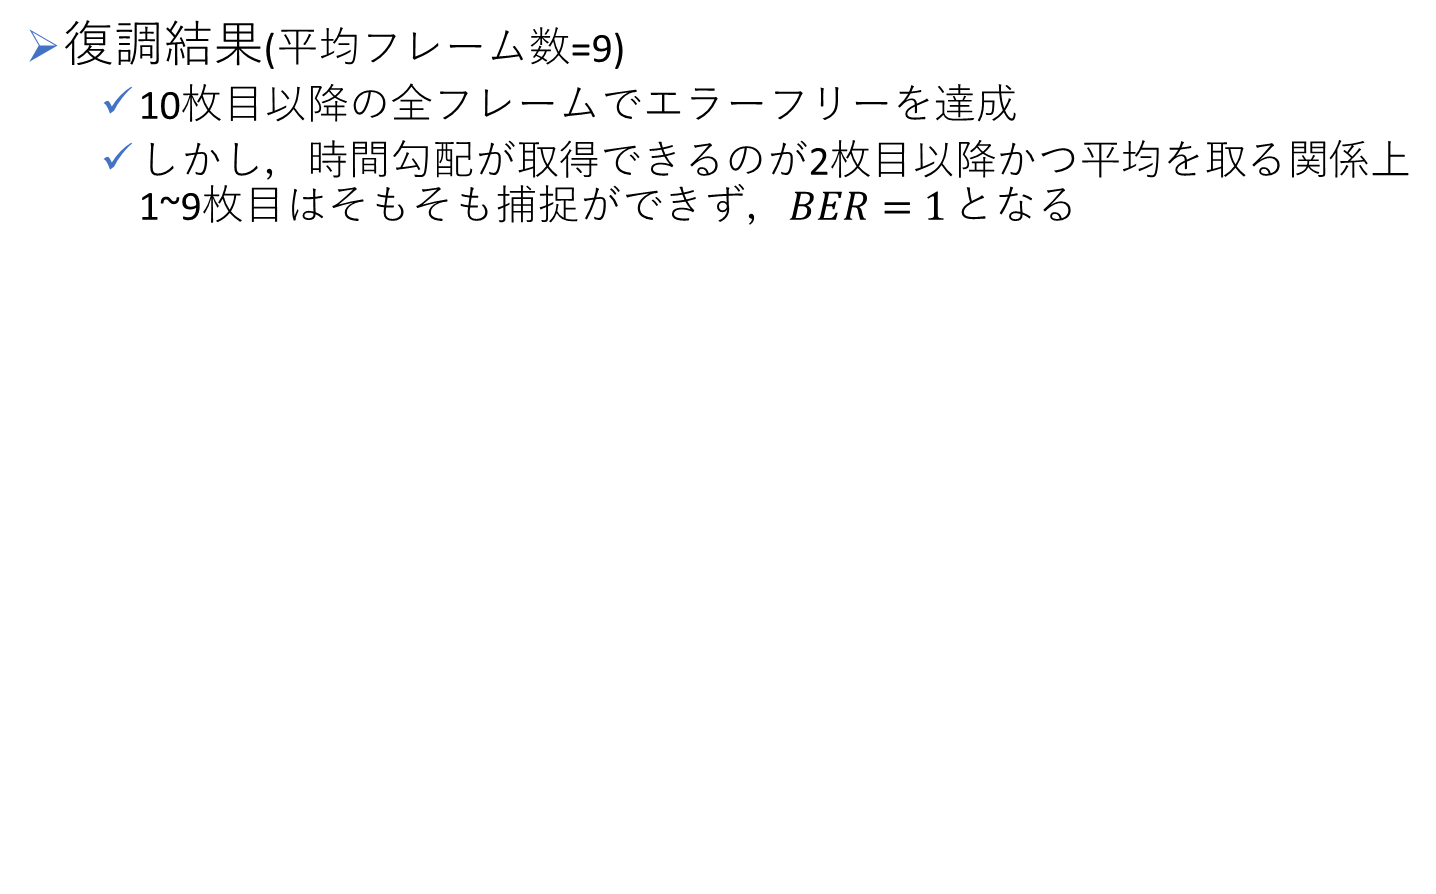 ➢復調結果(平均フレーム数=9)
✓10枚目以降の全フレームでエラーフリーを達成
✓しかし，時間勾配が取得できるのが2枚目以降かつ平均を取る関係上
1~9枚目はそもそも捕捉ができず，BER = 1となる